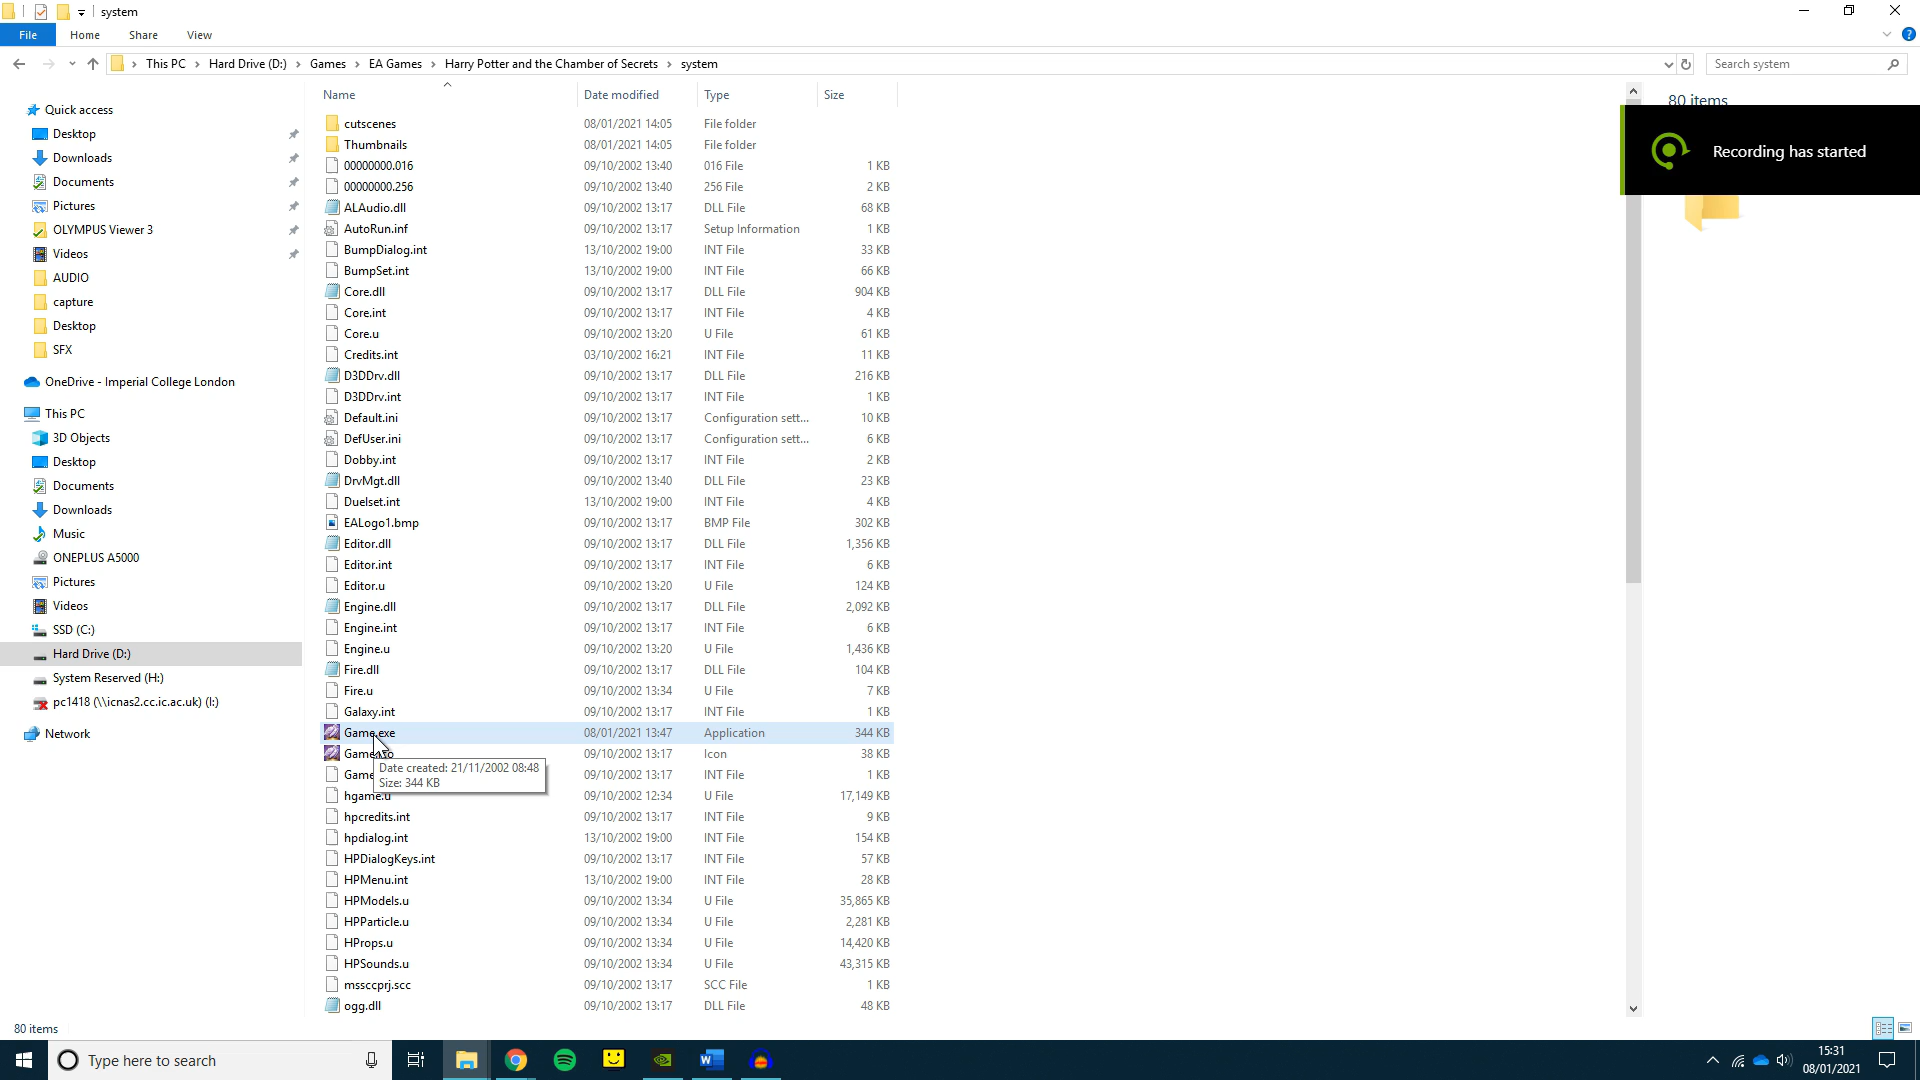 system
File Home Share View
This PC > Hard Drive (D:) > Games > EA Games > Harry Potter and the Chamber of Secrets > system
Search system
Quick access
Desktop
Downloads
Documents
Pictures
OLYMPUS Viewer 3
Videos
AUDIO
capture
Desktop
SFX
OneDrive - Imperial College London
This PC
3D Objects
Desktop
Documents
Downloads
Music
ONEPLUS A5000
Pictures
Videos
SSD (C:)
Hard Drive (D:)
System Reserved (H:)
pc1418 (\\icnas2.cc.ic.ac.uk) (I:)
Network
Name Date modified Type Size
cutscenes 08/01/2021 14:05 File folder
Thumbnails 08/01/2021 14:05 File folder
00000000.016 09/10/2002 13:40 016 File 1 KB
00000000.256 09/10/2002 13:40 256 File 2 KB
ALAudio.dll 09/10/2002 13:17 DLL File 68 KB
AutoRun.inf 09/10/2002 13:17 Setup Information 1 KB
BumpDialog.int 13/10/2002 19:00 INT File 33 KB
BumpSet.int 13/10/2002 19:00 INT File 66 KB
Core.dll 09/10/2002 13:17 DLL File 904 KB
Core.int 09/10/2002 13:17 INT File 4 KB
Core.u 09/10/2002 13:20 U File 61 KB
Credits.int 03/10/2002 16:21 INT File 11 KB
D3DDrv.dll 09/10/2002 13:17 DLL File 216 KB
D3DDrv.int 09/10/2002 13:17 INT File 1 KB
Default.ini 09/10/2002 13:17 Configuration sett... 10 KB
DefUser.ini 09/10/2002 13:17 Configuration sett... 6 KB
Dobby.int 09/10/2002 13:17 INT File 2 KB
DrvMgt.dll 09/10/2002 13:40 DLL File 23 KB
Duelset.int 13/10/2002 19:00 INT File 4 KB
EALogo1.bmp 09/10/2002 13:17 BMP File 302 KB
Editor.dll 09/10/2002 13:17 DLL File 1,356 KB
Editor.int 09/10/2002 13:17 INT File 6 KB
Editor.u 09/10/2002 13:20 U File 124 KB
Engine.dll 09/10/2002 13:17 DLL File 2,092 KB
Engine.int 09/10/2002 13:17 INT File 6 KB
Engine.u 09/10/2002 13:20 U File 1,436 KB
Fire.dll 09/10/2002 13:17 DLL File 104 KB
Fire.u 09/10/2002 13:34 U File 7 KB
Galaxy.int 09/10/2002 13:17 INT File 1 KB
Game.exe 08/01/2021 13:47 Application 344 KB
09/10/2002 13:17 Icon 38 KB
Game 09/10/2002 13:17 INT File 1 KB
Date created: 21/11/2002 08:48
Size: 344 KB
hgame.u 09/10/2002 12:34 U File 17,149 KB
hpcredits.int 09/10/2002 13:17 INT File 9 KB
hpdialog.int 13/10/2002 19:00 INT File 154 KB
HPDialogKeys.int 09/10/2002 13:17 INT File 57 KB
HPMenu.int 13/10/2002 19:00 INT File 28 KB
HPModels.u 09/10/2002 13:34 U File 35,865 KB
HPParticle.u 09/10/2002 13:34 U File 2,281 KB
HProps.u 09/10/2002 13:34 U File 14,420 KB
HPSounds.u 09/10/2002 13:34 U File 43,315 KB
mssccprj.scc 09/10/2002 13:17 SCC File 1 KB
ogg.dll 09/10/2002 13:17 DLL File 48 KB
80 items
Recording has started
80 items
Type here to search
15:31
08/01/2021